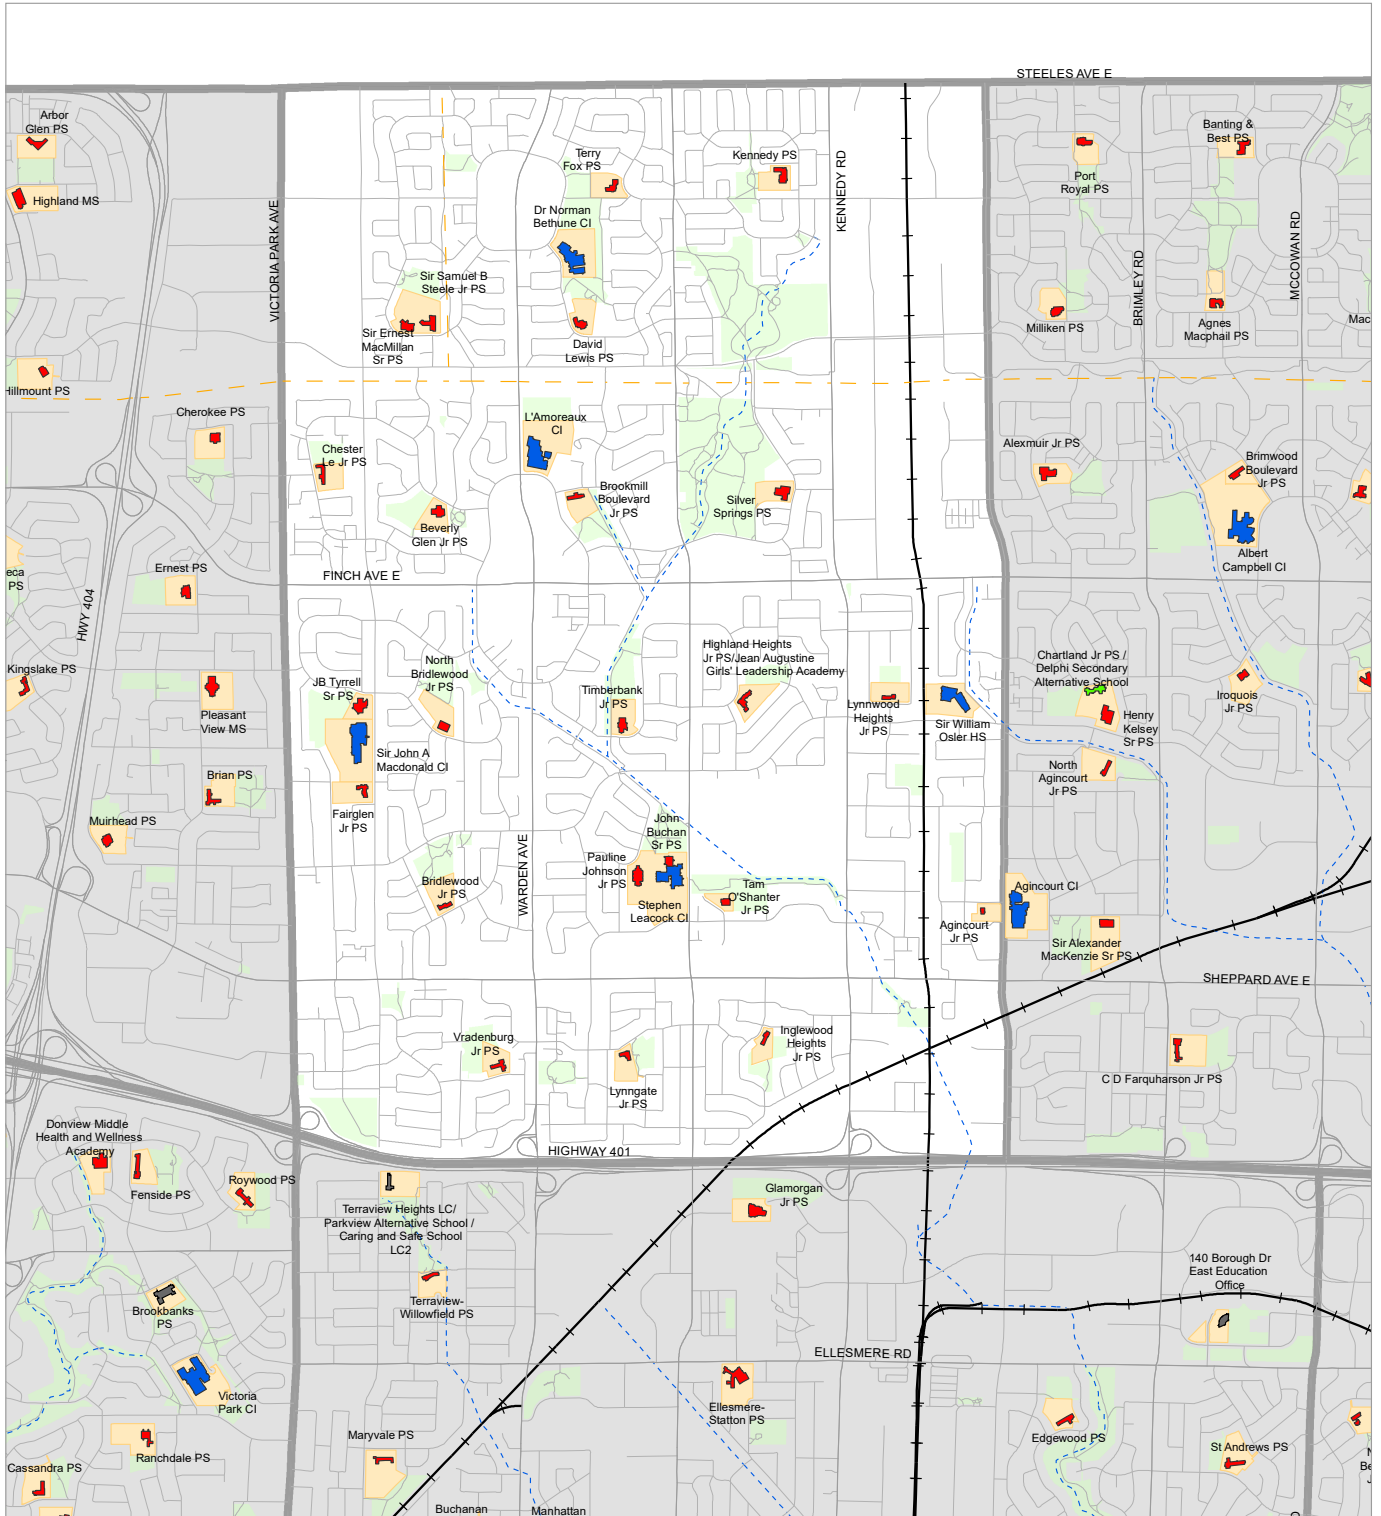 STEELES AVE E
Arbor
Glen PS
Highland MS
VICTORIA PARK AVE
Terry
Fox PS
Kennedy PS
KENNEDY RD
Dr Norman
Bethune CI
Sir Samuel B
Steele Jr PS
Sir Ernest
MacMillan
Sr PS
David
Lewis PS
Banting &
Best PS
Port
Royal PS
BRIMLEY RD
MCCOWAN RD
Milliken PS
Agnes
Macphail PS
Mac
Hillmount PS
Cherokee PS
Chester
Le Jr PS
L'Amoreaux
CI
Brookmill
Boulevard
Jr PS
Beverly
Glen Jr PS
Silver
Springs PS
Alexmuir Jr PS
Brimwood
Boulevard
Jr PS
Albert
Campbell CI
eca
PS
Ernest PS
FINCH AVE E
HWY 404
Kingslake PS
Pleasant
View MS
JB Tyrrell
Sr PS
North
Bridlewood
Jr PS
Timberbank
Jr PS
Highland Heights
Jr PS/Jean Augustine
Girls' Leadership Academy
Lynnwood
Heights
Jr PS
Sir William
Osler HS
Chartland Jr PS /
Delphi Secondary
Alternative School
Henry
Kelsey
Sr PS
Iroquois
Jr PS
North
Agincourt
Jr PS
Sir John A
Macdonald CI
Brian PS
Fairglen
Jr PS
Muirhead PS
WARDEN AVE
John
Buchan
Sr PS
Pauline
Johnson
Jr PS
Stephen
Leacock CI
Bridlewood
Jr PS
Tam
O'Shanter
Jr PS
Agincourt
Jr PS
Agincourt CI
Sir Alexander
MacKenzie Sr PS
SHEPPARD AVE E
Vradenburg
Jr PS
Lynngate
Jr PS
Inglewood
Heights
Jr PS
C D Farquharson Jr PS
Donview Middle
Health and Wellness
Academy
Fenside PS
Roywood PS
HIGHWAY 401
Terraview Heights LC/
Parkview Alternative School /
Caring and Safe School
LC2
Glamorgan
Jr PS
140 Borough Dr
East Education
Office
Brookbanks
PS
Terraview-
Willowfield PS
ELLESMERE RD
Victoria
Park CI
Ellesmere-
Statton PS
Maryvale PS
Ranchdale PS
Cassandra PS
Edgewood PS
St Andrews PS
N
Be
J
Buchanan
Manhattan